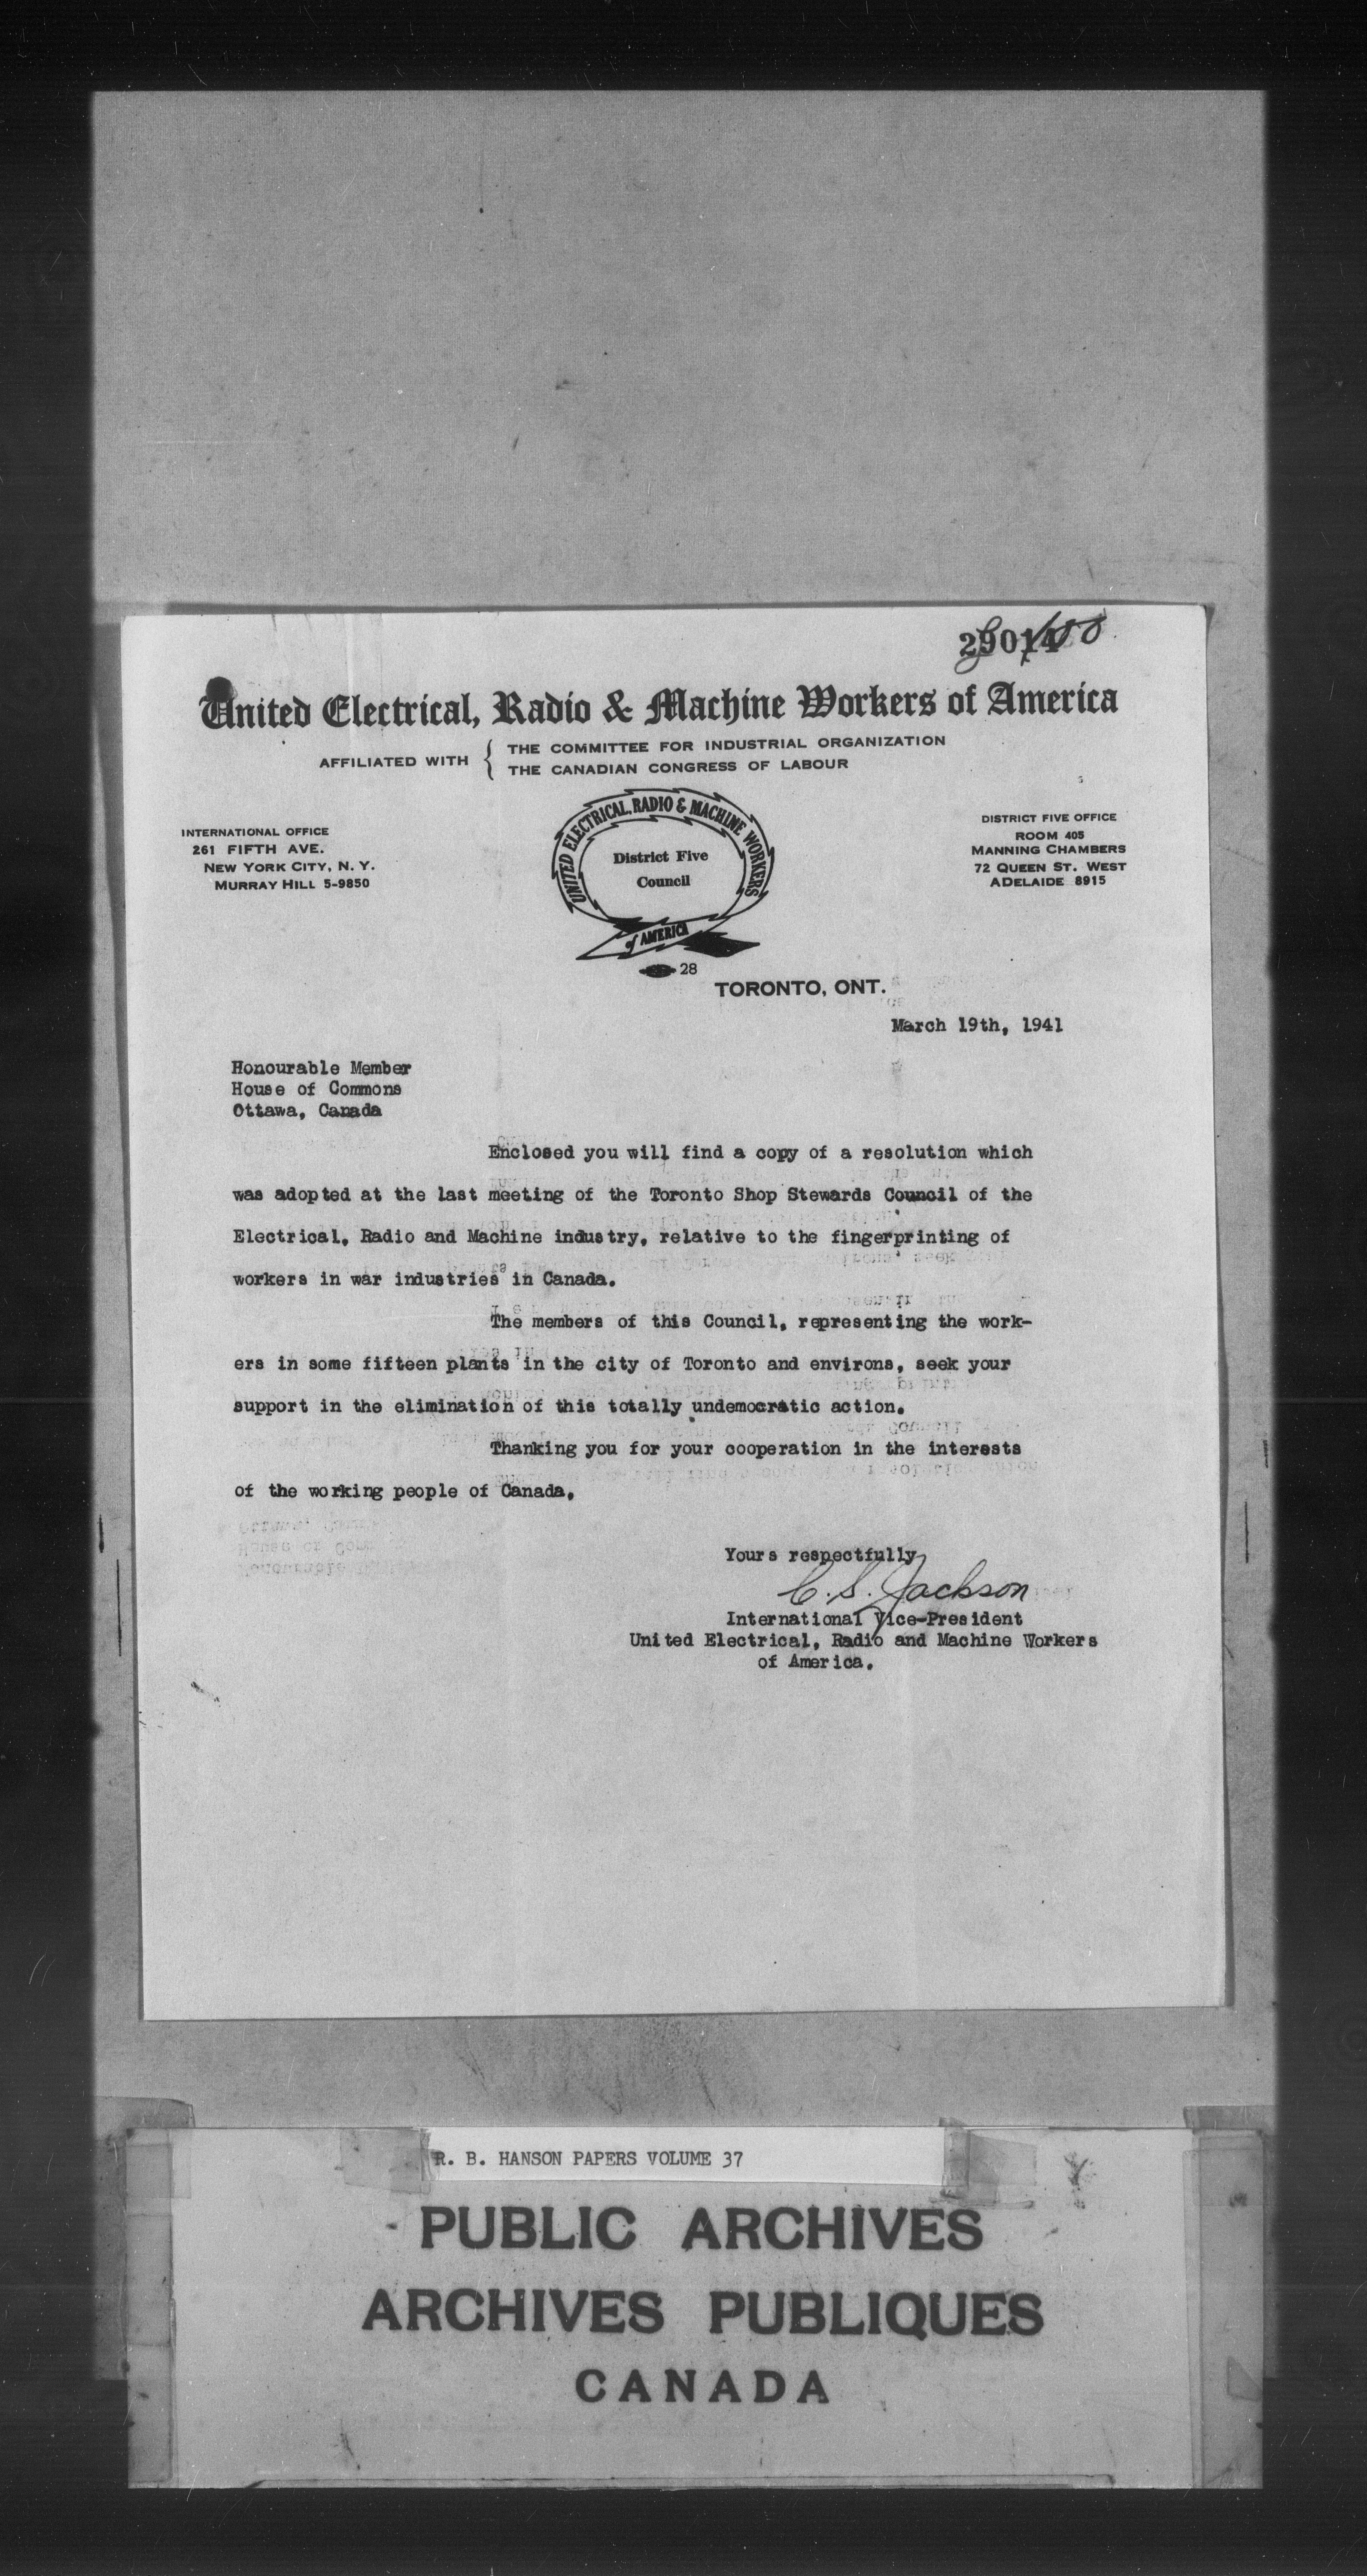 29014
United Electrical, Radio & Machine Workers of America
AFFILIATED WITH { THE COMMITTEE FOR INDUSTRIAL ORGANIZATION
THE CANADIAN CONGRESS OF LABOUR
INTERNATIONAL OFFICE
261 FIFTH AVE.
NEW YORK CITY, N. Y.
MURRAY HILL 5-9850
UNITED ELECTRICAL, RADIO & MACHINE WORKERS
District Five
Council
of AMERICA
28
DISTRICT FIVE OFFICE
ROOM 405
MANNING CHAMBERS
72 QUEEN ST. WEST
ADELAIDE 8915
TORONTO, ONT.
March 19th, 1941
Honourable Member
House of Commons
Ottawa, Canada
Enclosed you will find a copy of a resolution which
was adopted at the last meeting of the Toronto Shop Stewards Council of the
Electrical, Radio and Machine industry, relative to the fingerprinting of
workers in war industries in Canada.
The members of this Council, representing the work-
ers in some fifteen plants in the city of Toronto and environs, seek your
support in the elimination of this totally undemocratic action.
Thanking you for your cooperation in the interests
of the working people of Canada,
Yours respectfully
C. S. Jackson
International Vice-President
United Electrical, Radio and Machine Workers
of America.
R. B. HANSON PAPERS VOLUME 37
PUBLIC ARCHIVES
ARCHIVES PUBLIQUES
CANADA